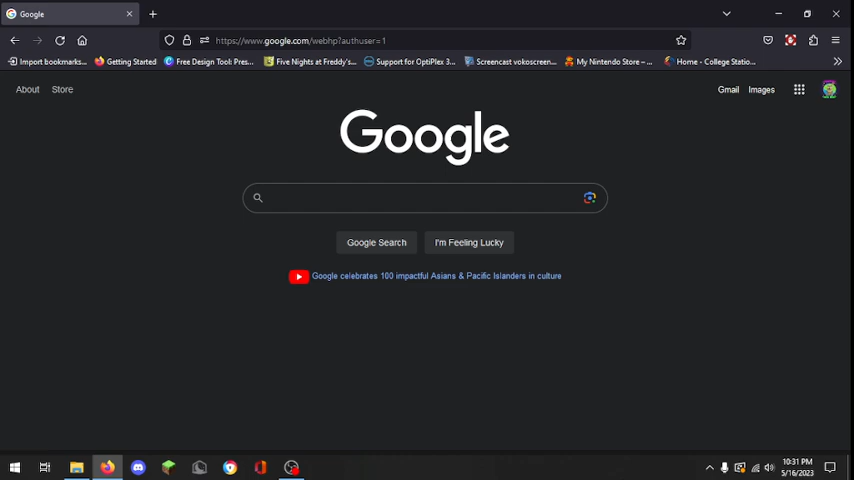 Google
https://www.google.com/webhp?authuser=1
Import bookmarks...
Getting Started
Free Design Tool: Pres...
Five Nights at Freddy's...
Support for OptiPlex 3...
Screencast vokoscreen...
My Nintendo Store – ...
Home - College Statio...
About
Store
Gmail
Images
Google
Google Search
I'm Feeling Lucky
Google celebrates 100 impactful Asians & Pacific Islanders in culture
10:31 PM
5/16/2023